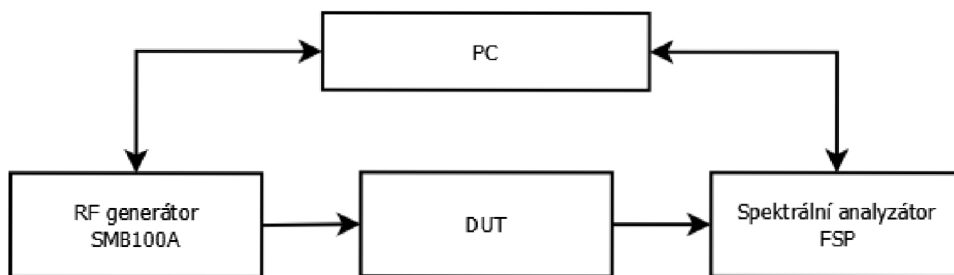 PC
RF generátor
SMB100A
DUT
Spektrální analyzátor
FSP